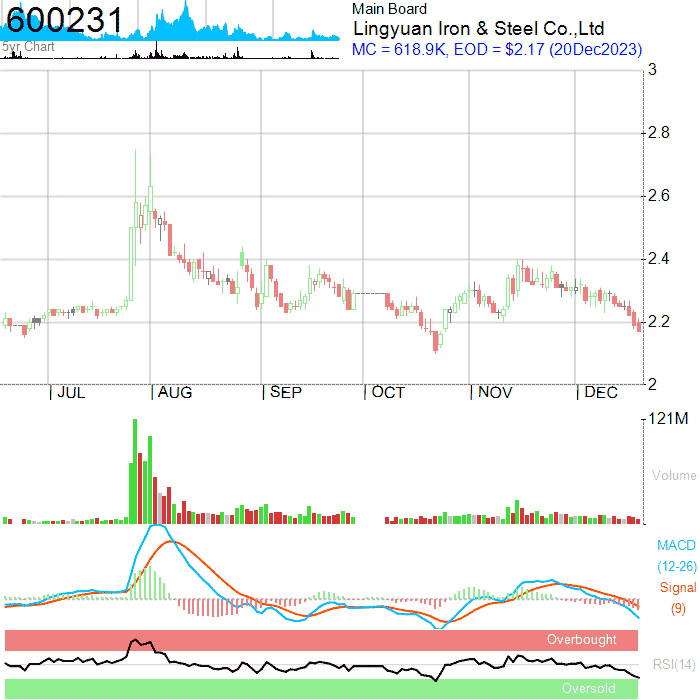 600231
5yr Chart
Main Board
Lingyuan Iron & Steel Co.,Ltd
MC = 618.9K, EOD = $2.17 (20Dec2023)
3
2.8
2.6
2.4
2.2
2
JUL
AUG
SEP
OCT
NOV
DEC
121M
Volume
MACD
(12-26)
Signal
(9)
Overbought
RSI(14)
Oversold